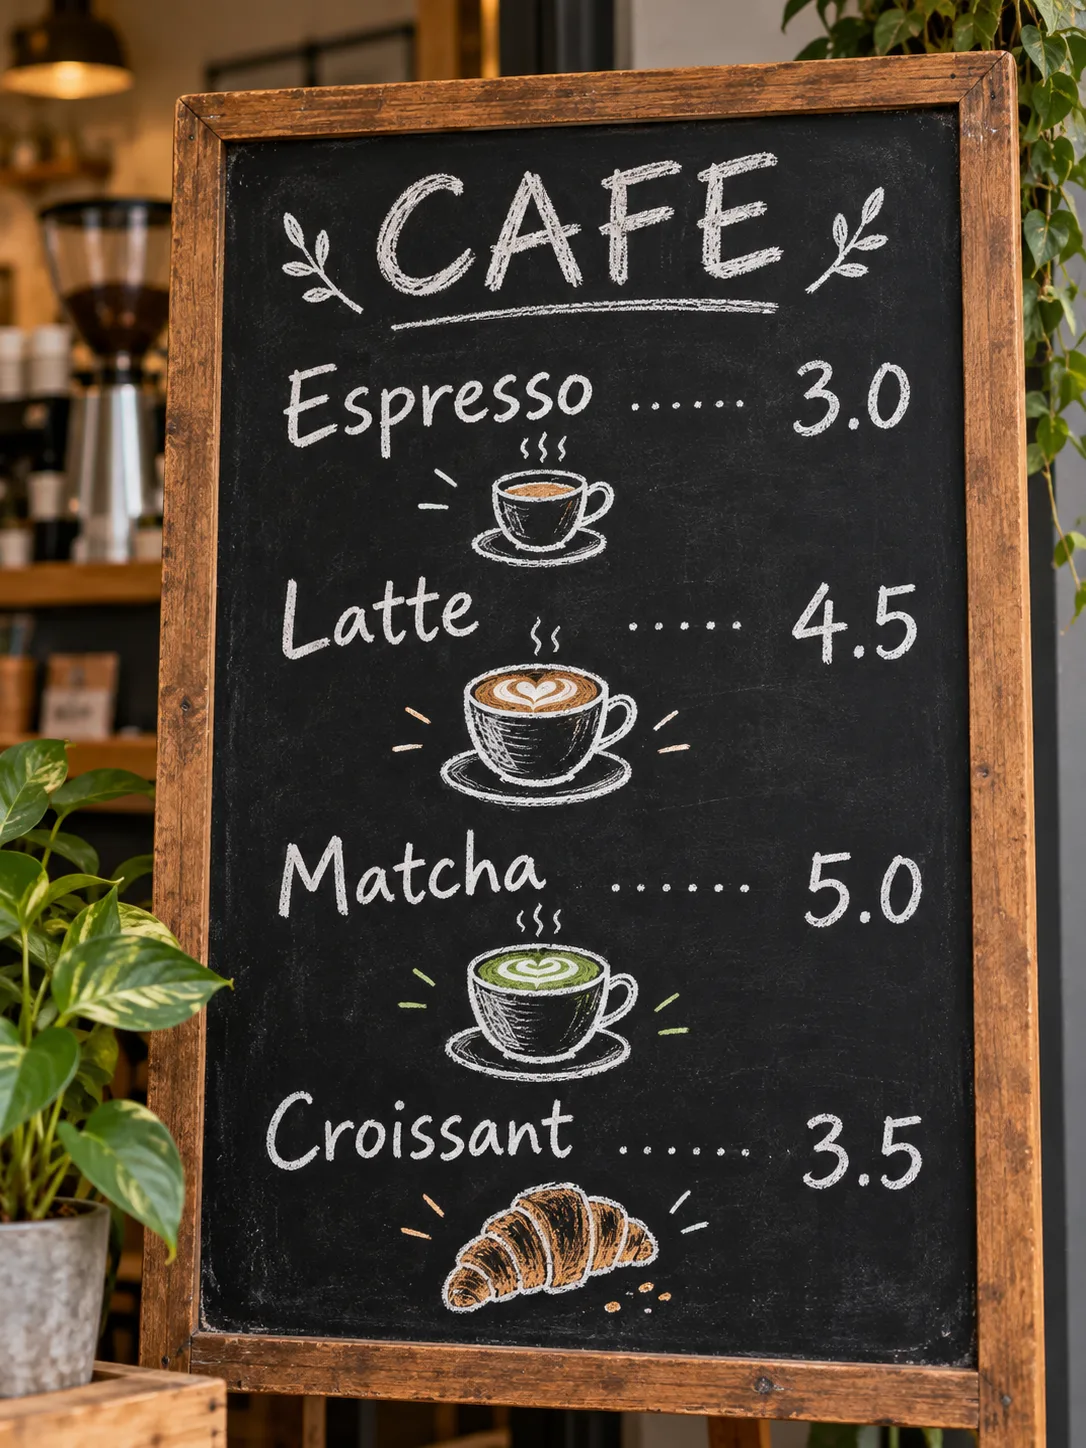 CAFE
Espresso ...... 3.0
Latte ..... 4.5
Matcha ...... 5.0
Croissant ...... 3.5